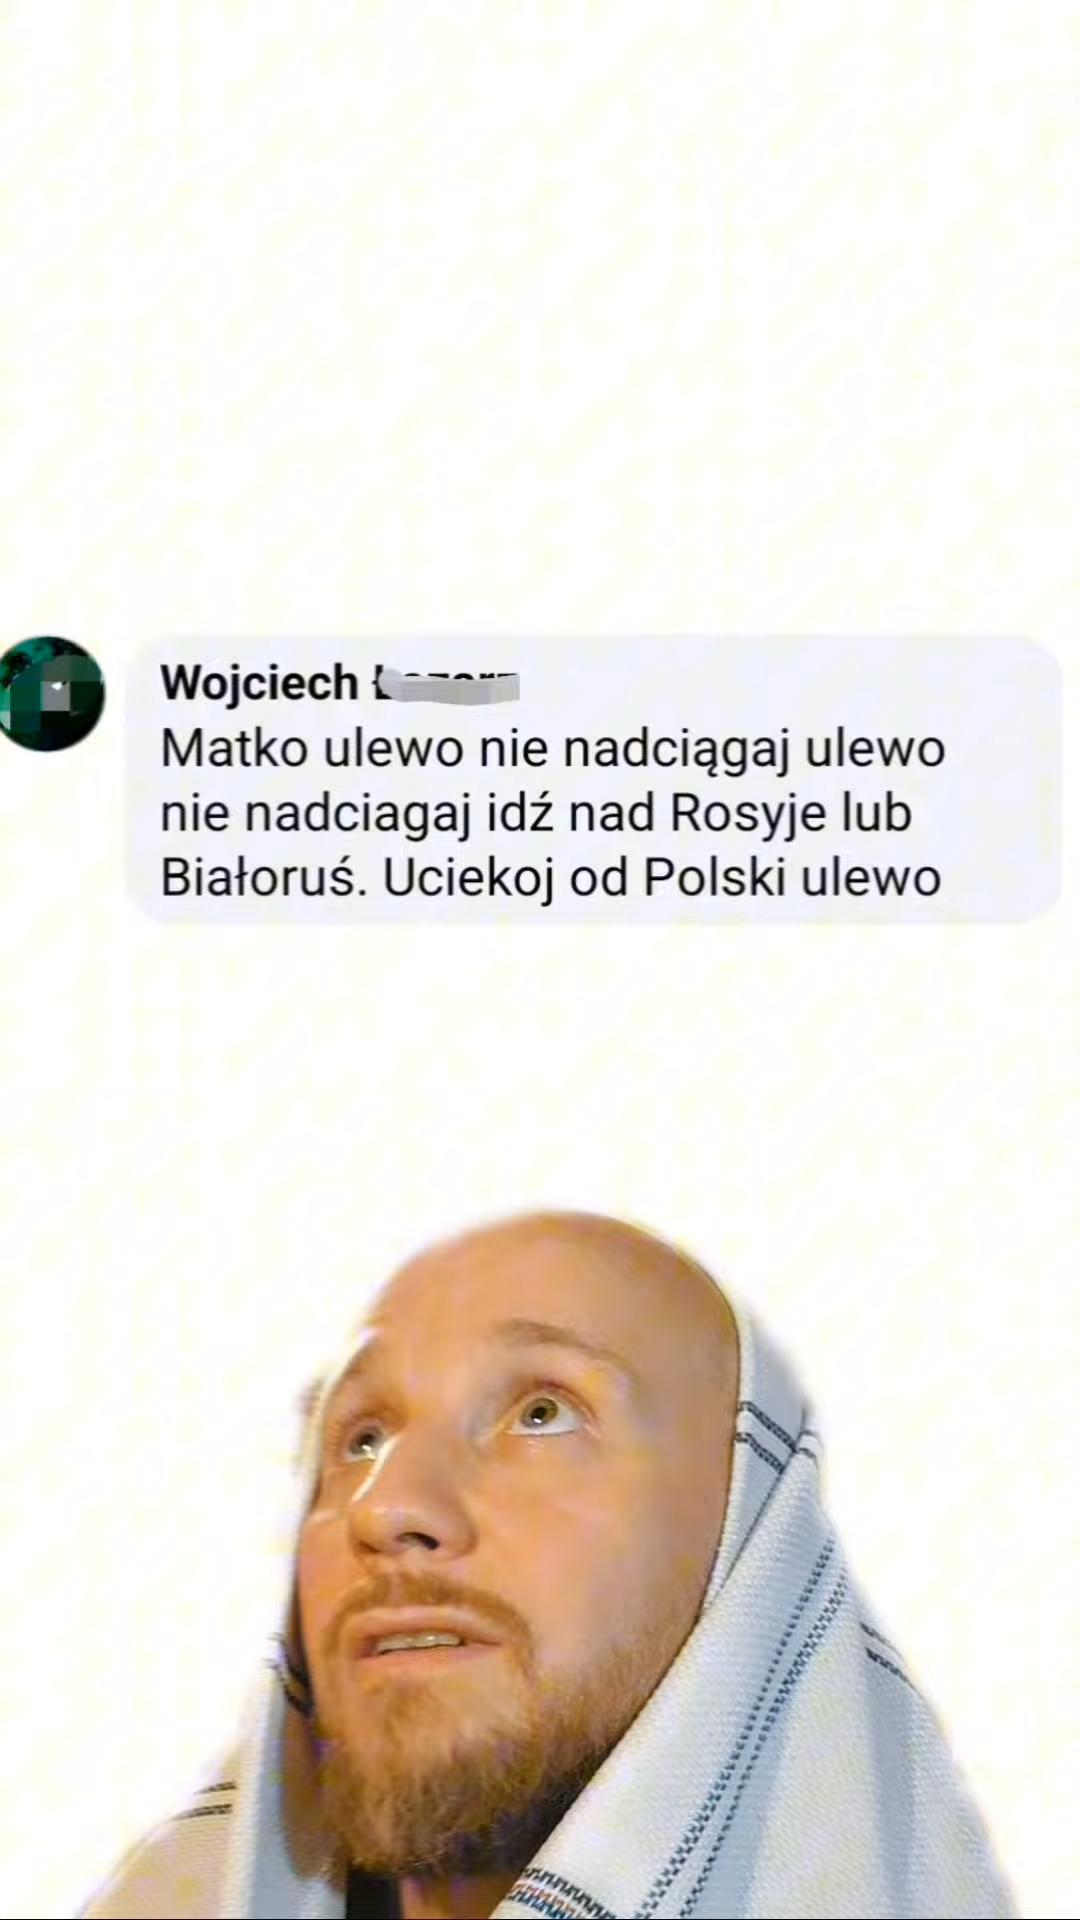 Wojciech
Matko ulewo nie nadciągaj ulewo
nie nadciagaj idź nad Rosyje lub
Białoruś. Uciekoj od Polski ulewo